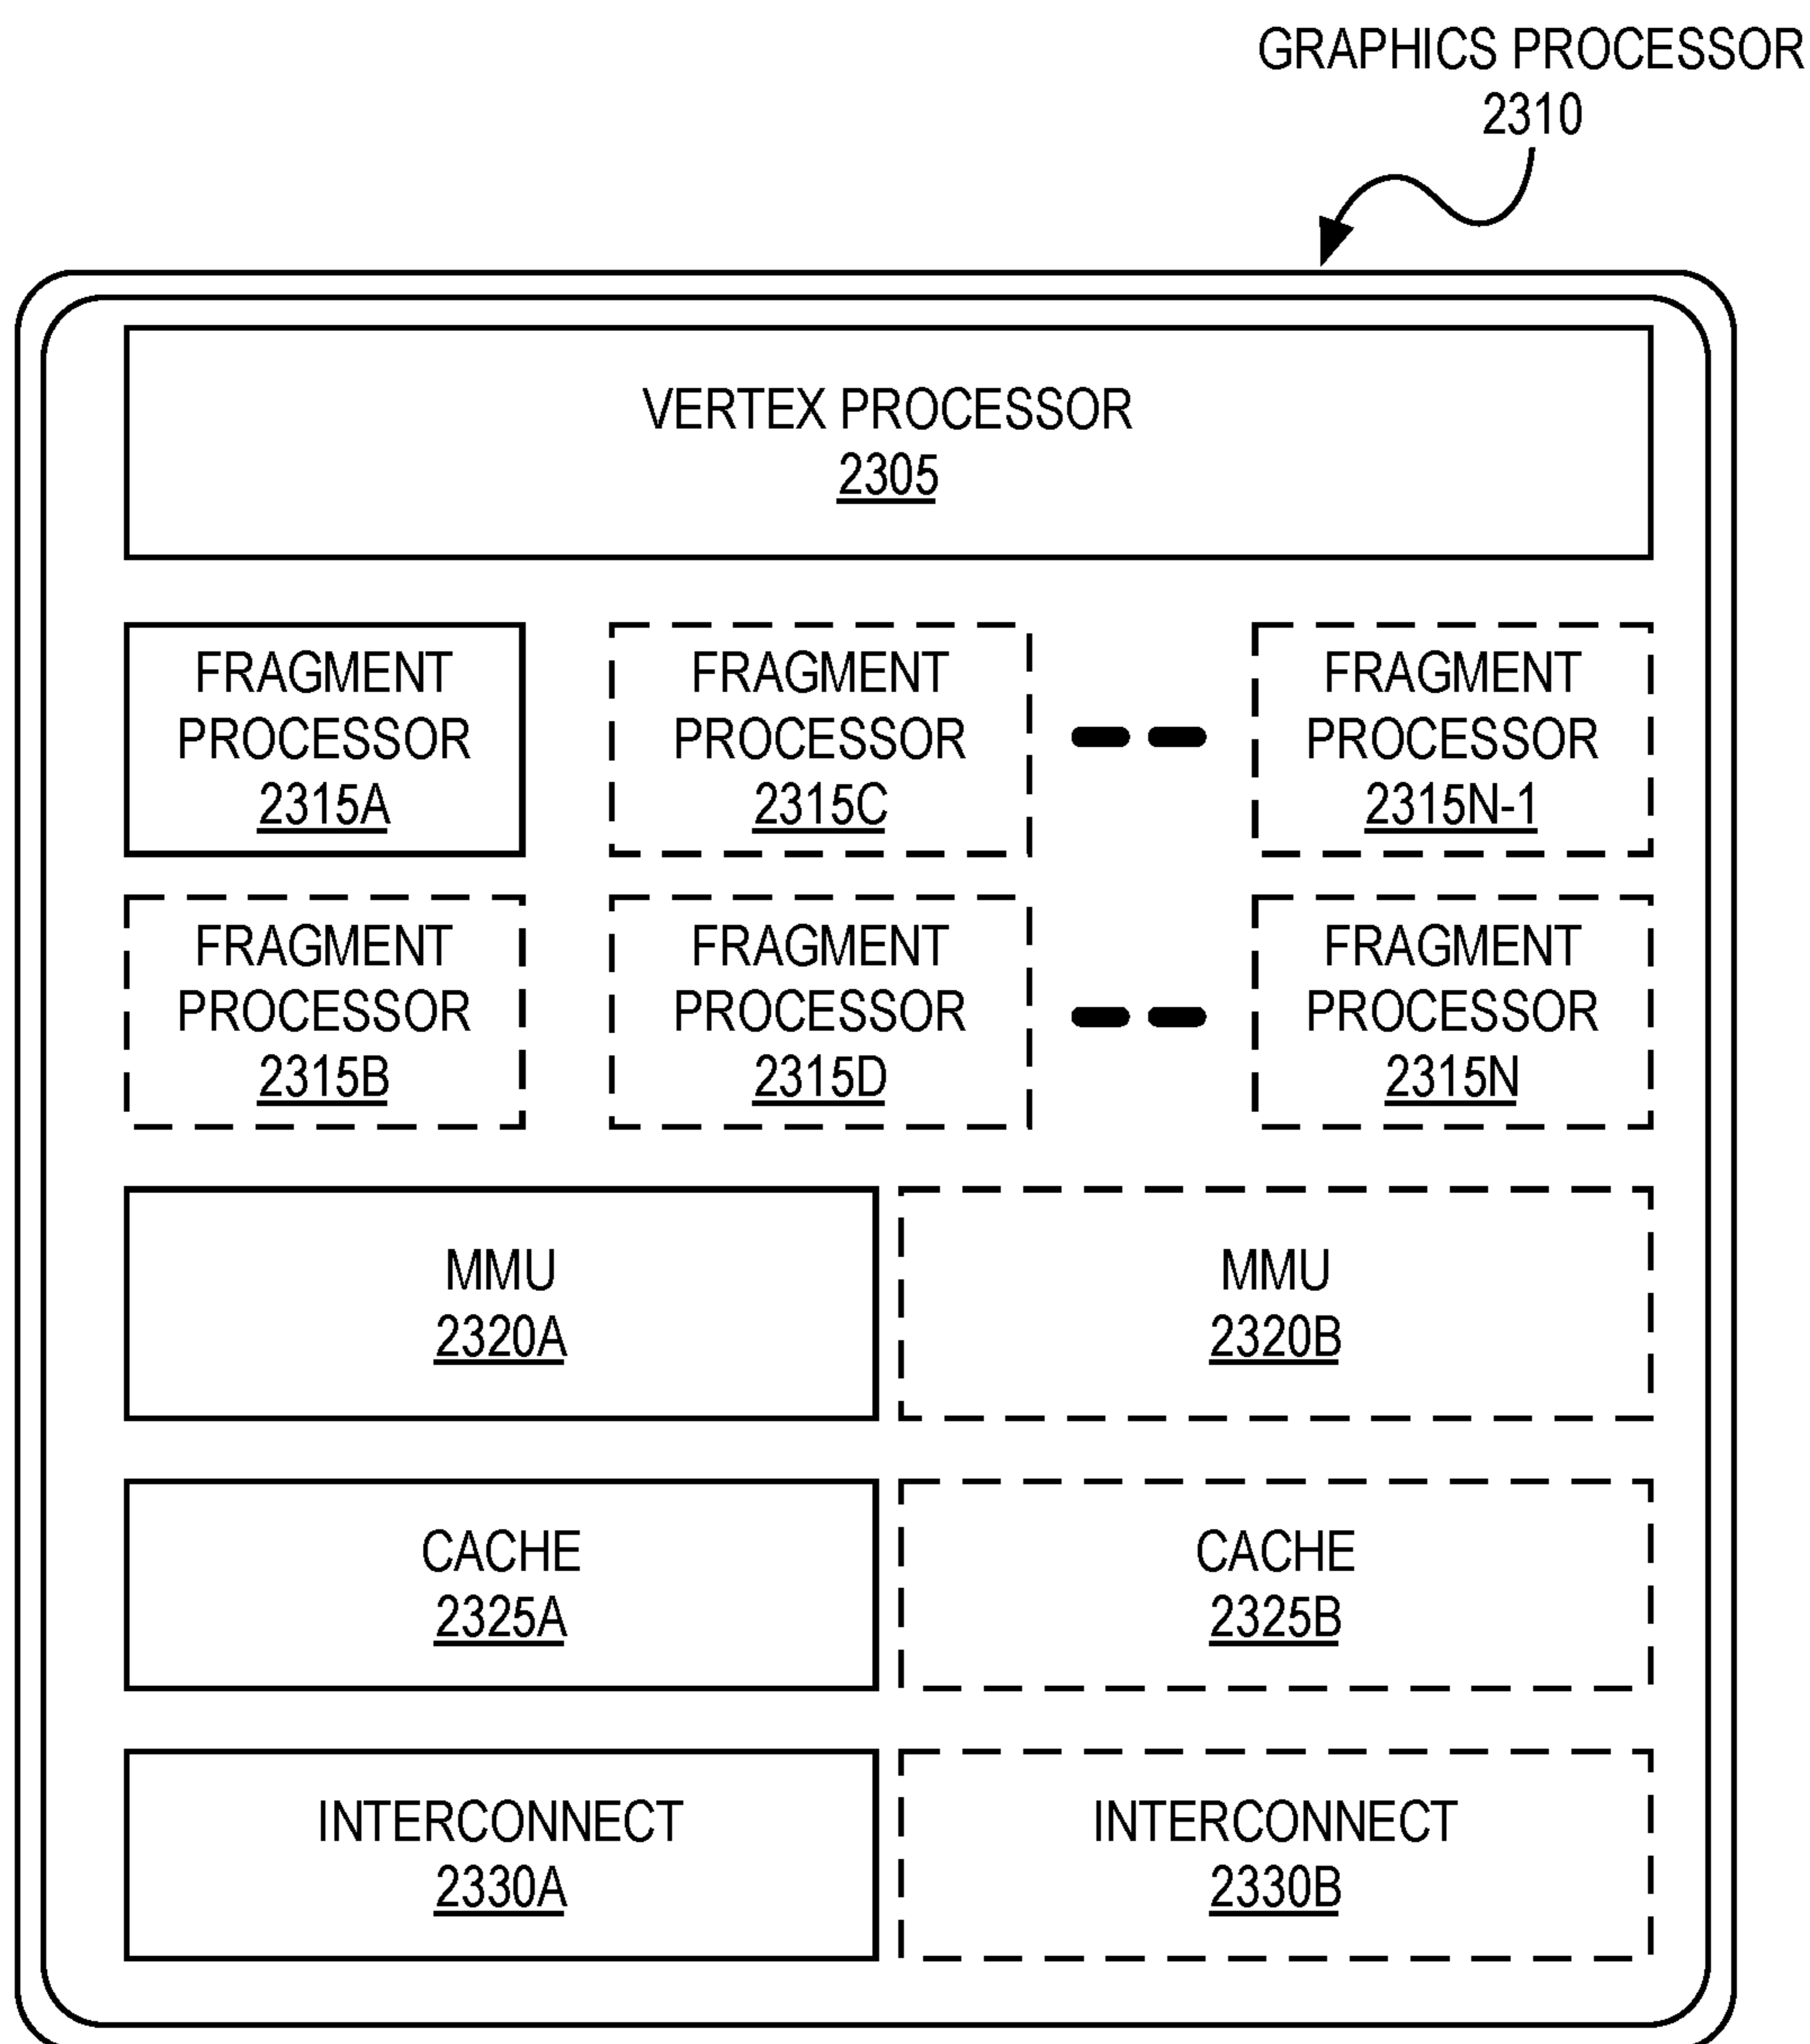 GRAPHICS PROCESSOR
2310
VERTEX PROCESSOR
2305
FRAGMENT
PROCESSOR
2315A
FRAGMENT
PROCESSOR
2315C
FRAGMENT
PROCESSOR
2315N-1
FRAGMENT
PROCESSOR
2315B
FRAGMENT
PROCESSOR
2315D
FRAGMENT
PROCESSOR
2315N
MMU
2320A
MMU
2320B
CACHE
2325A
CACHE
2325B
INTERCONNECT
2330A
INTERCONNECT
2330B